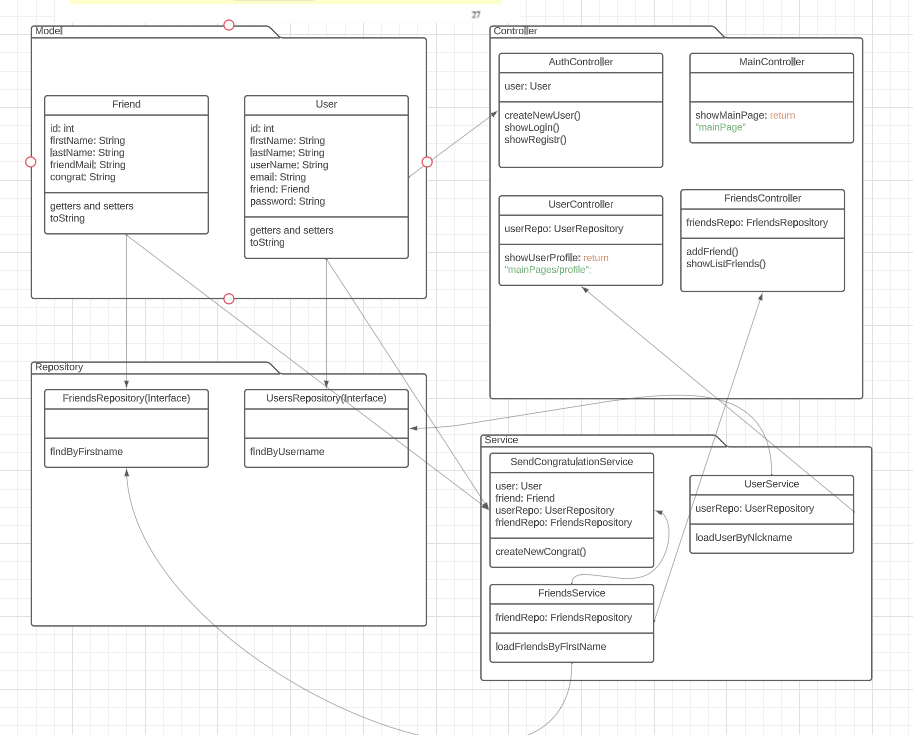 27
Model
Friend
id: int
firstName: String
lastName: String
friendMail: String
congrat: String
getters and setters
toString
User
id: int
firstName: String
lastName: String
userName: String
email: String
friend: Friend
password: String
getters and setters
toString
Controller
AuthController
user: User
createNewUser()
showLogin()
showRegistr()
MainController
showMainPage: return
"mainPage"
UserController
userRepo: UserRepository
showUserProfile: return
"mainPages/profile";
FriendsController
friendsRepo: FriendsRepository
addFriend()
showListFriends()
Repository
FriendsRepository(Interface)
findByFirstname
UsersRepository(Interface)
findByUsername
Service
SendCongratulationService
user: User
friend: Friend
userRepo: UserRepository
friendRepo: FriendsRepository
createNewCongrat()
UserService
userRepo: UserRepository
loadUserByNickname
FriendsService
friendRepo: FriendsRepository
loadFriendsByFirstName